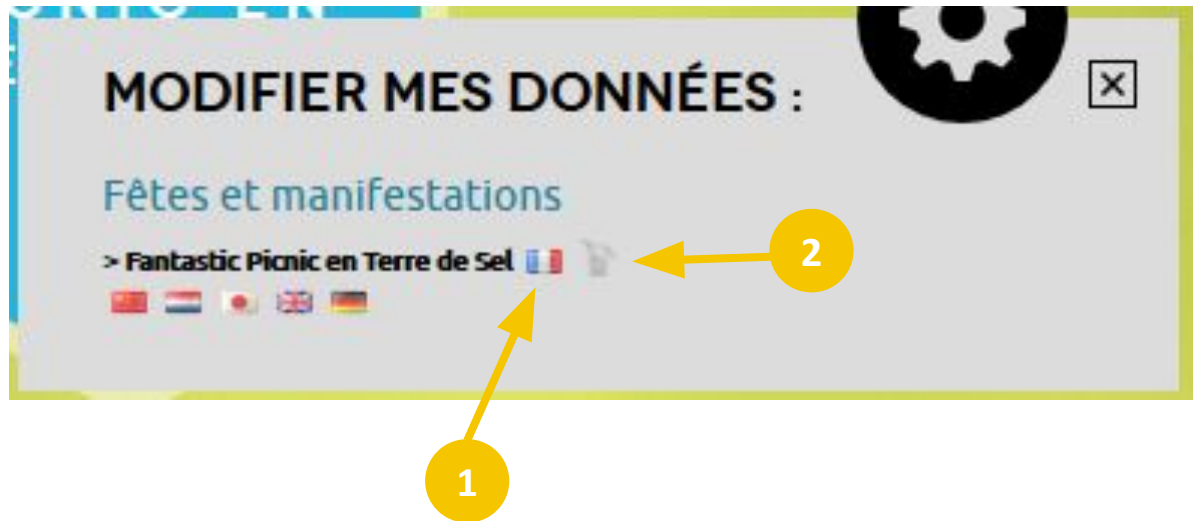 MODIFIER MES DONNÉES :
Fêtes et manifestations
> Fantastic Picnic en Terre de Sel
2
1